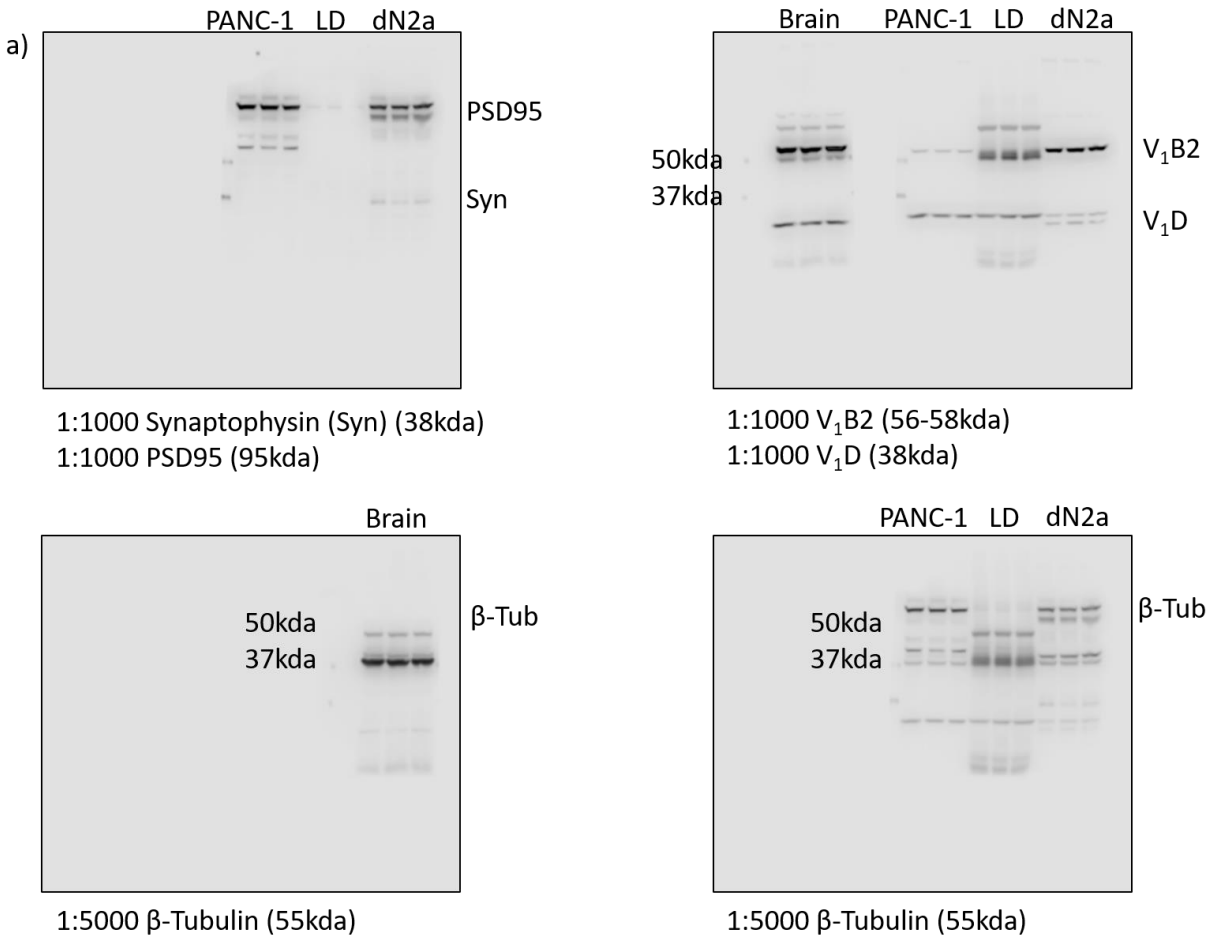 a)
PANC-1 LD dN2a
PSD95
Syn
1:1000 Synaptophysin (Syn) (38kda)
1:1000 PSD95 (95kda)
Brain PANC-1 LD dN2a
50kda
37kda
V₁B2
V₁D
1:1000 V₁B2 (56-58kda)
1:1000 V₁D (38kda)
Brain
50kda
37kda
β-Tub
1:5000 β-Tubulin (55kda)
PANC-1 LD dN2a
50kda
37kda
β-Tub
1:5000 β-Tubulin (55kda)